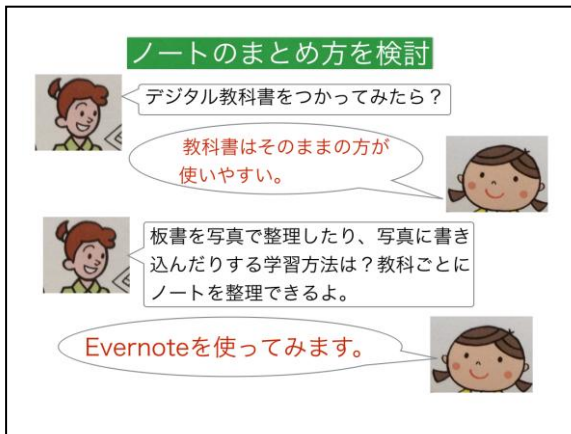 ノートのまとめ方を検討
デジタル教科書をつかってみたら？
教科書はそのままの方が
使いやすい。
板書を写真で整理したり、写真に書き
込んだりする学習方法は？教科ごとに
ノートを整理できるよ。
Evernoteを使ってみます。